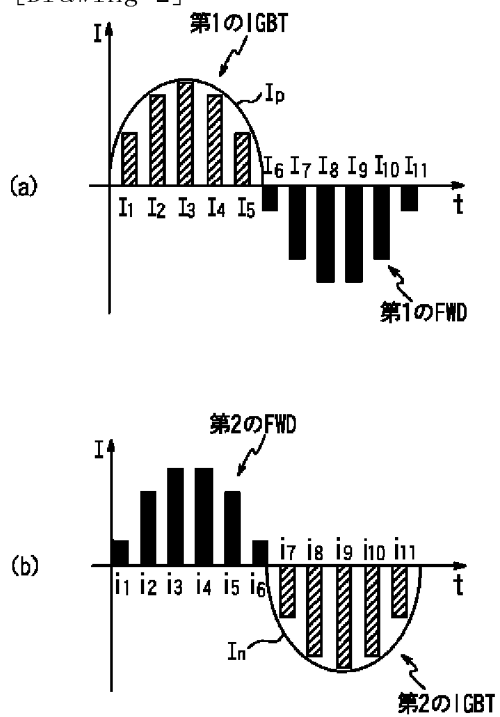 [Drawing 2]
I
第1のIGBT
Ip
I6 I7 I8 I9 I10 I11
(a)
t
I1 I2 I3 I4 I5
第1のFWD
第2のFWD
I
i7 i8 i9 i10 i11
(b)
t
i1 i2 i3 i4 i5 i6
In
第2のIGBT